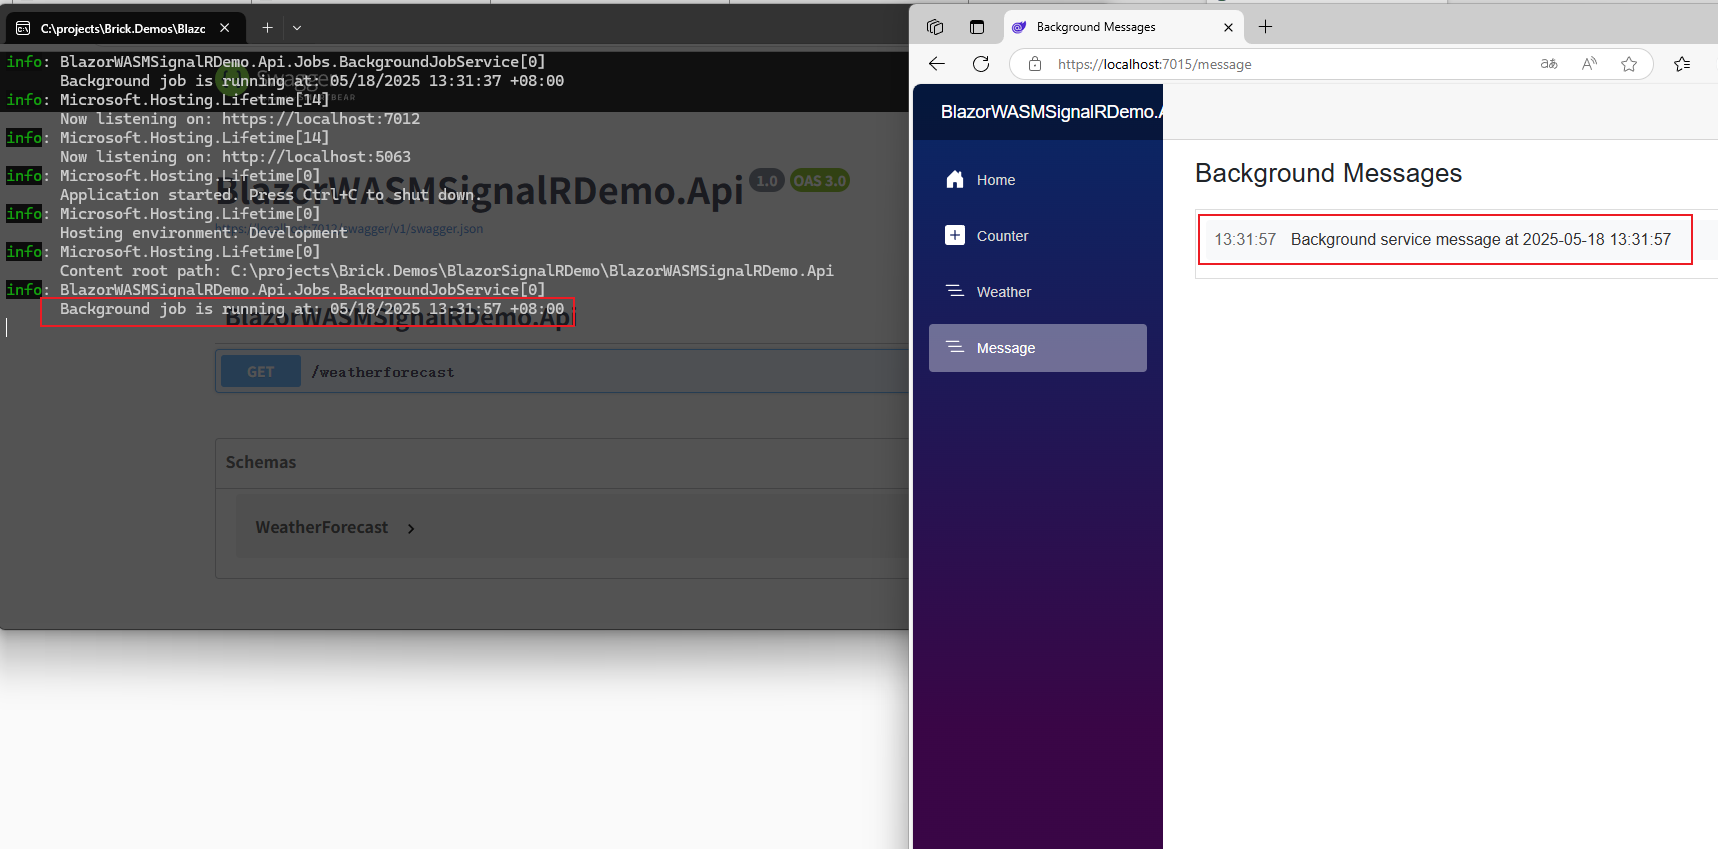 C:\projects\Brick.Demos\Blazc
info: BlazorWASMSignalRDemo.Api.Jobs.BackgroundJobService[0]
Background job is running at: 05/18/2025 13:31:37 +08:00
info: Microsoft.Hosting.Lifetime[14]
Now listening on: https://localhost:7012
info: Microsoft.Hosting.Lifetime[14]
Now listening on: http://localhost:5063
info: Microsoft.Hosting.Lifetime[0]
Application started. Press Ctrl+C to shut down.
info: Microsoft.Hosting.Lifetime[0]
Hosting environment: Development
info: Microsoft.Hosting.Lifetime[0]
Content root path: C:\projects\Brick.Demos\BlazorSignalRDemo\BlazorWASMSignalRDemo.Api
info: BlazorWASMSignalRDemo.Api.Jobs.BackgroundJobService[0]
Background job is running at: 05/18/2025 13:31:57 +08:00
Swagger
BlazorWASMSignalRDemo.Api 1.0 OAS 3.0
/swagger/v1/swagger.json
BlazorWASMSignalRDemo.Api
GET /weatherforecast
Schemas
WeatherForecast
Background Messages
https://localhost:7015/message
BlazorWASMSignalRDemo.A
Home
Counter
Weather
Message
Background Messages
13:31:57 Background service message at 2025-05-18 13:31:57